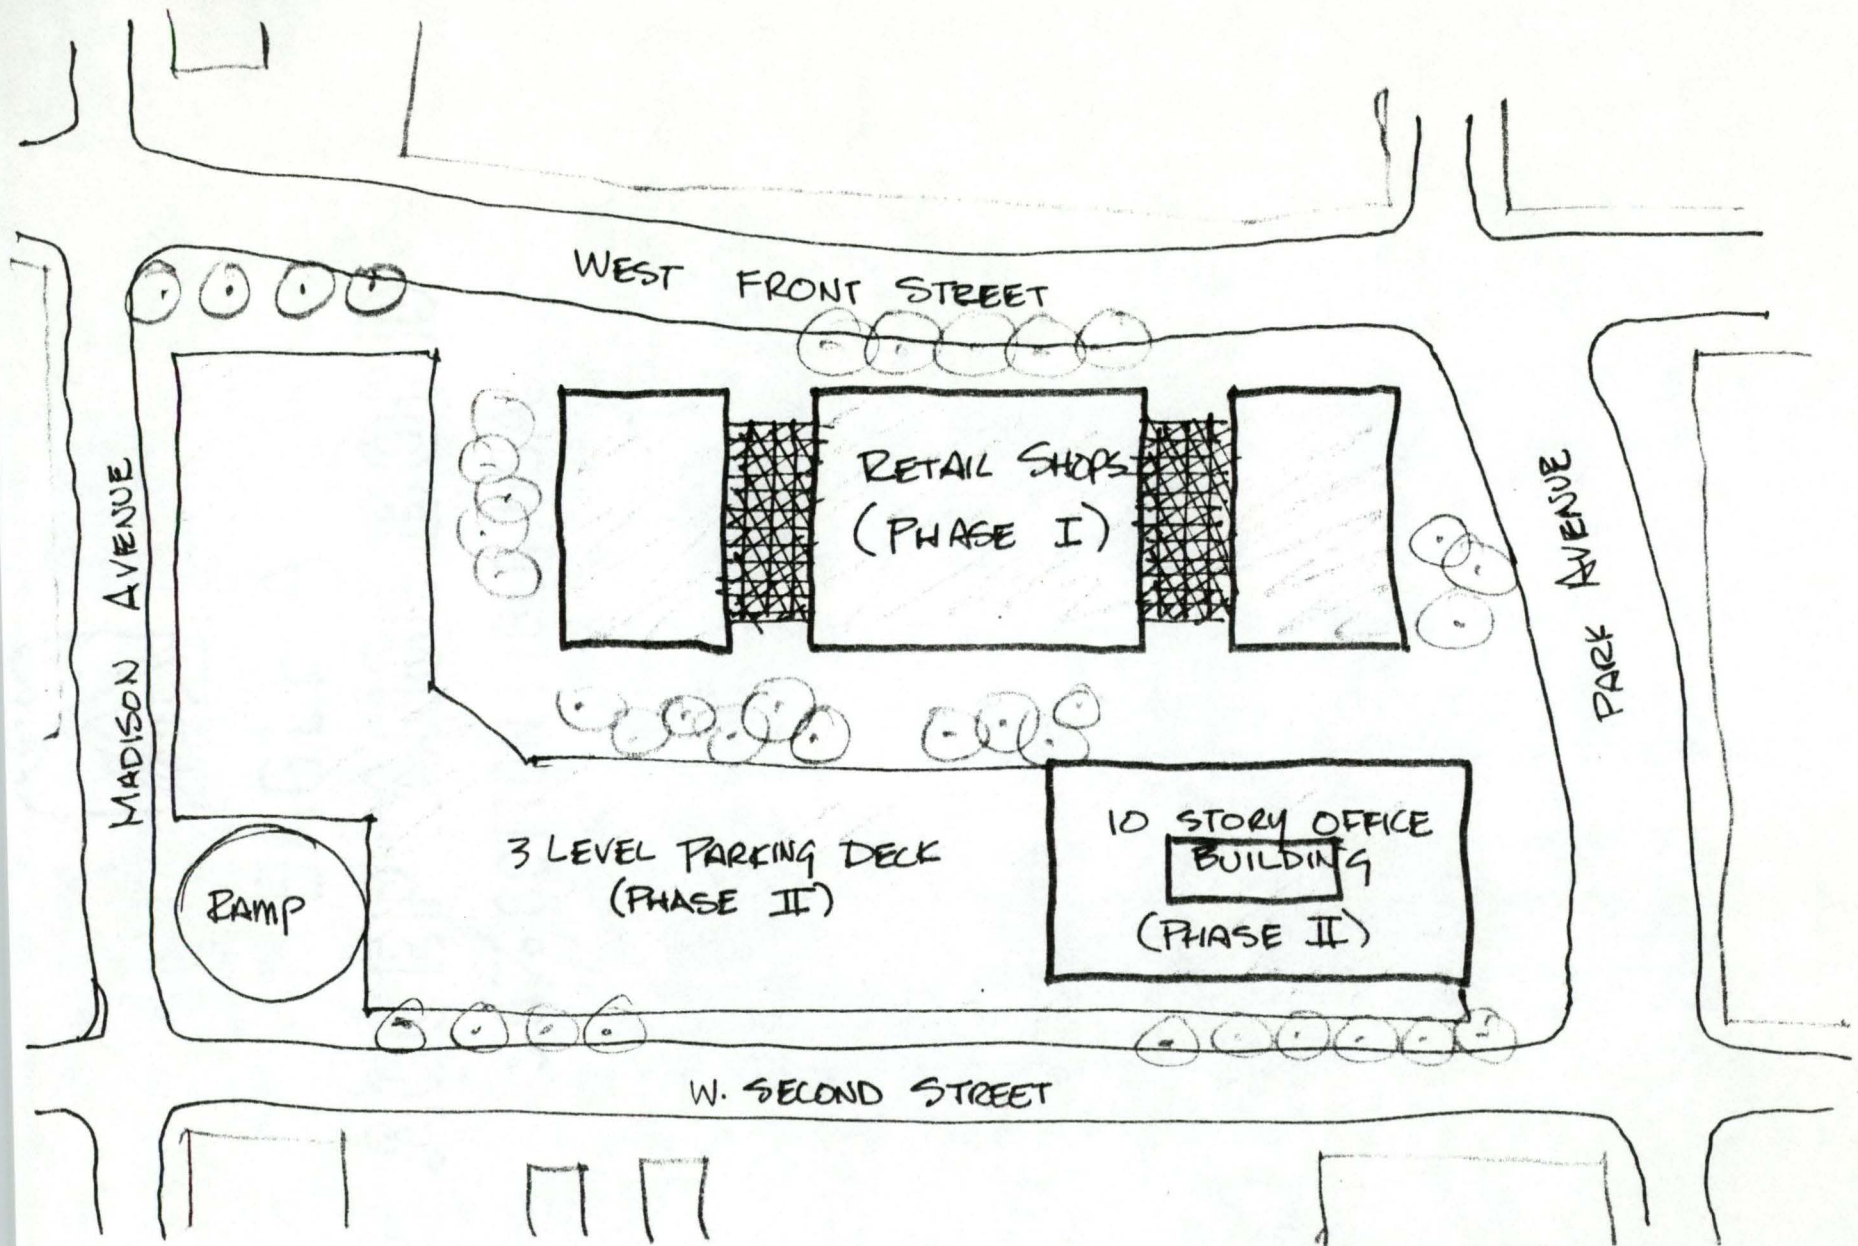 WEST FRONT STREET
RETAIL SHOPS
(PHASE I)
MADISON AVENUE
PARK AVENUE
3 LEVEL PARKING DECK
(PHASE II)
10 STORY OFFICE
BUILDING
(PHASE II)
RAMP
W. SECOND STREET